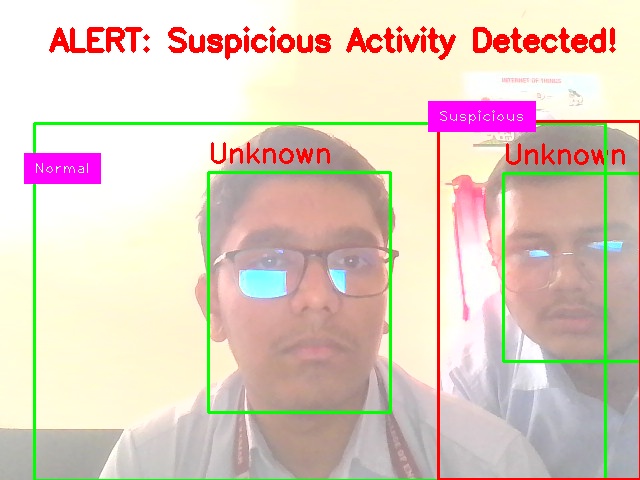 ALERT: Suspicious Activity Detected!
INTERNET OF THINGS
Suspicious
Unknown
Unknown
Normal